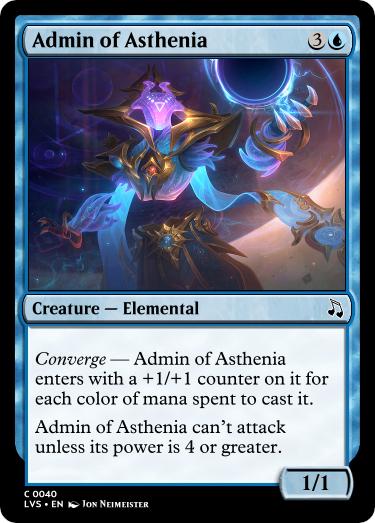 Admin of Asthenia 3
Creature — Elemental
Converge — Admin of Asthenia
enters with a +1/+1 counter on it for
each color of mana spent to cast it.
Admin of Asthenia can't attack
unless its power is 4 or greater.
1/1
C 0040
LVS • EN Jon Neimeister